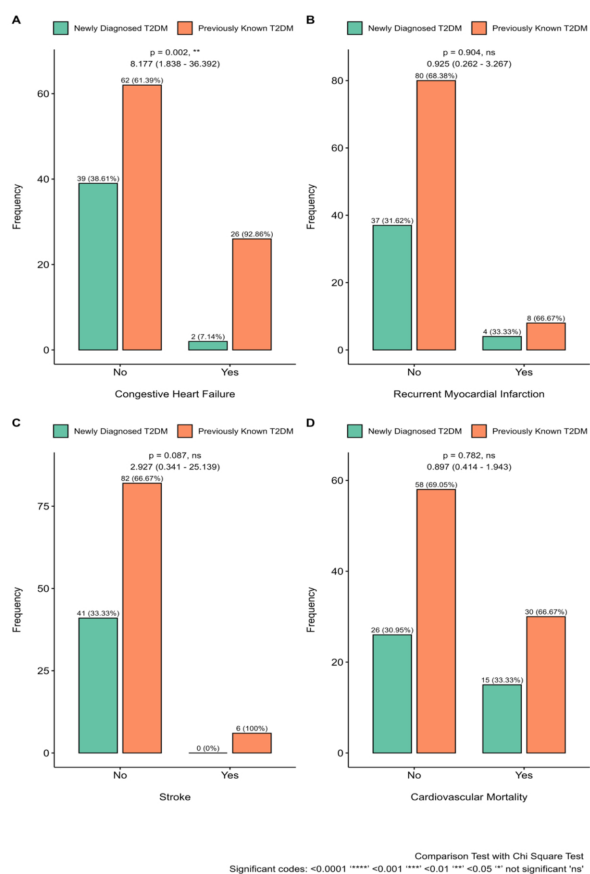 A
Newly Diagnosed T2DM Previously Known T2DM
p = 0.002, **
8.177 (1.838 - 36.392)
62 (61.39%)
39 (38.61%)
26 (92.86%)
2 (7.14%)
60
40
20
0
Frequency
No Yes
Congestive Heart Failure
B
Newly Diagnosed T2DM Previously Known T2DM
p = 0.904, ns
0.925 (0.262 - 3.267)
80 (68.38%)
37 (31.62%)
8 (66.67%)
4 (33.33%)
80
60
40
20
0
Frequency
No Yes
Recurrent Myocardial Infarction
C
Newly Diagnosed T2DM Previously Known T2DM
p = 0.087, ns
2.927 (0.341 - 25.139)
82 (66.67%)
41 (33.33%)
6 (100%)
0 (0%)
75
50
25
0
Frequency
No Yes
Stroke
D
Newly Diagnosed T2DM Previously Known T2DM
p = 0.782, ns
0.897 (0.414 - 1.943)
58 (69.05%)
26 (30.95%)
30 (66.67%)
15 (33.33%)
60
40
20
0
Frequency
No Yes
Cardiovascular Mortality
Comparison Test with Chi Square Test
Significant codes: <0.0001 '****' <0.001 '***' <0.01 '**' <0.05 '*' not significant 'ns'